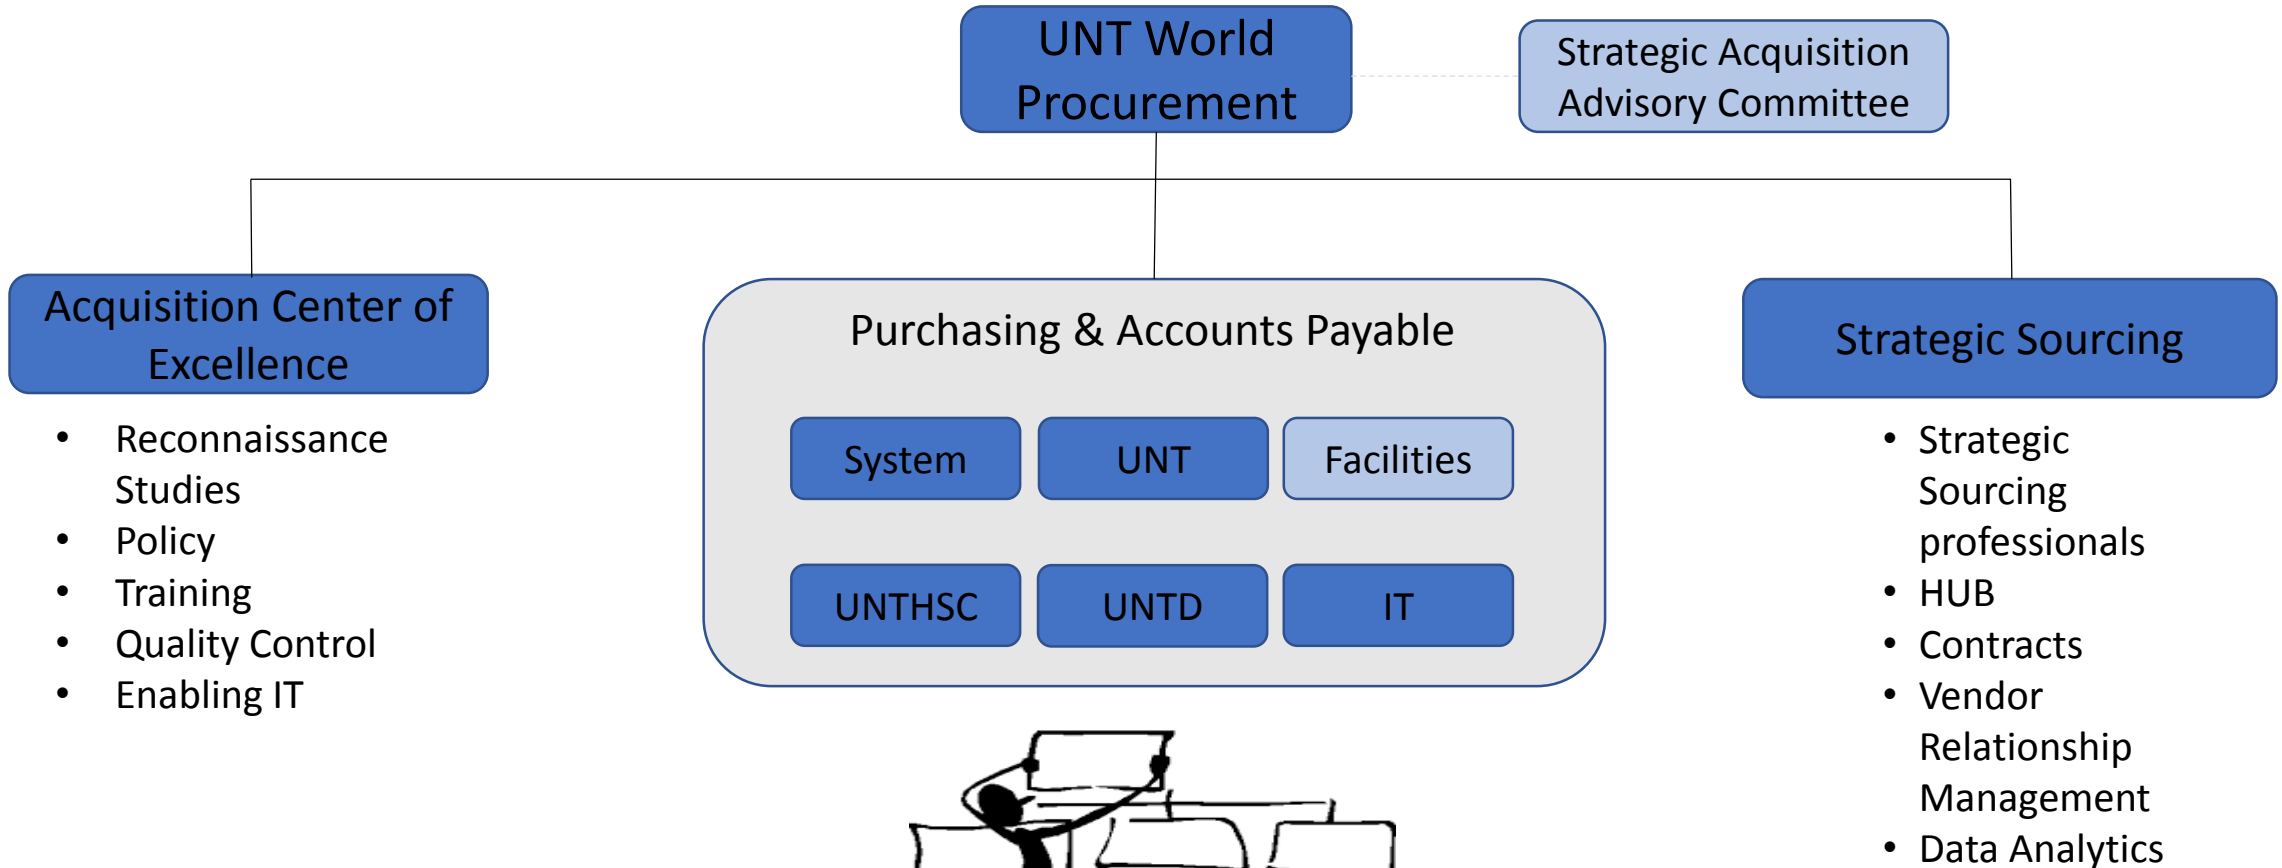 UNT World
Procurement
Strategic Acquisition
Advisory Committee
Acquisition Center of
Excellence
• Reconnaissance
Studies
• Policy
• Training
• Quality Control
• Enabling IT
Purchasing & Accounts Payable
System
UNT
Facilities
UNTHSC
UNTD
IT
Strategic Sourcing
• Strategic
Sourcing
professionals
• HUB
• Contracts
• Vendor
Relationship
Management
• Data Analytics